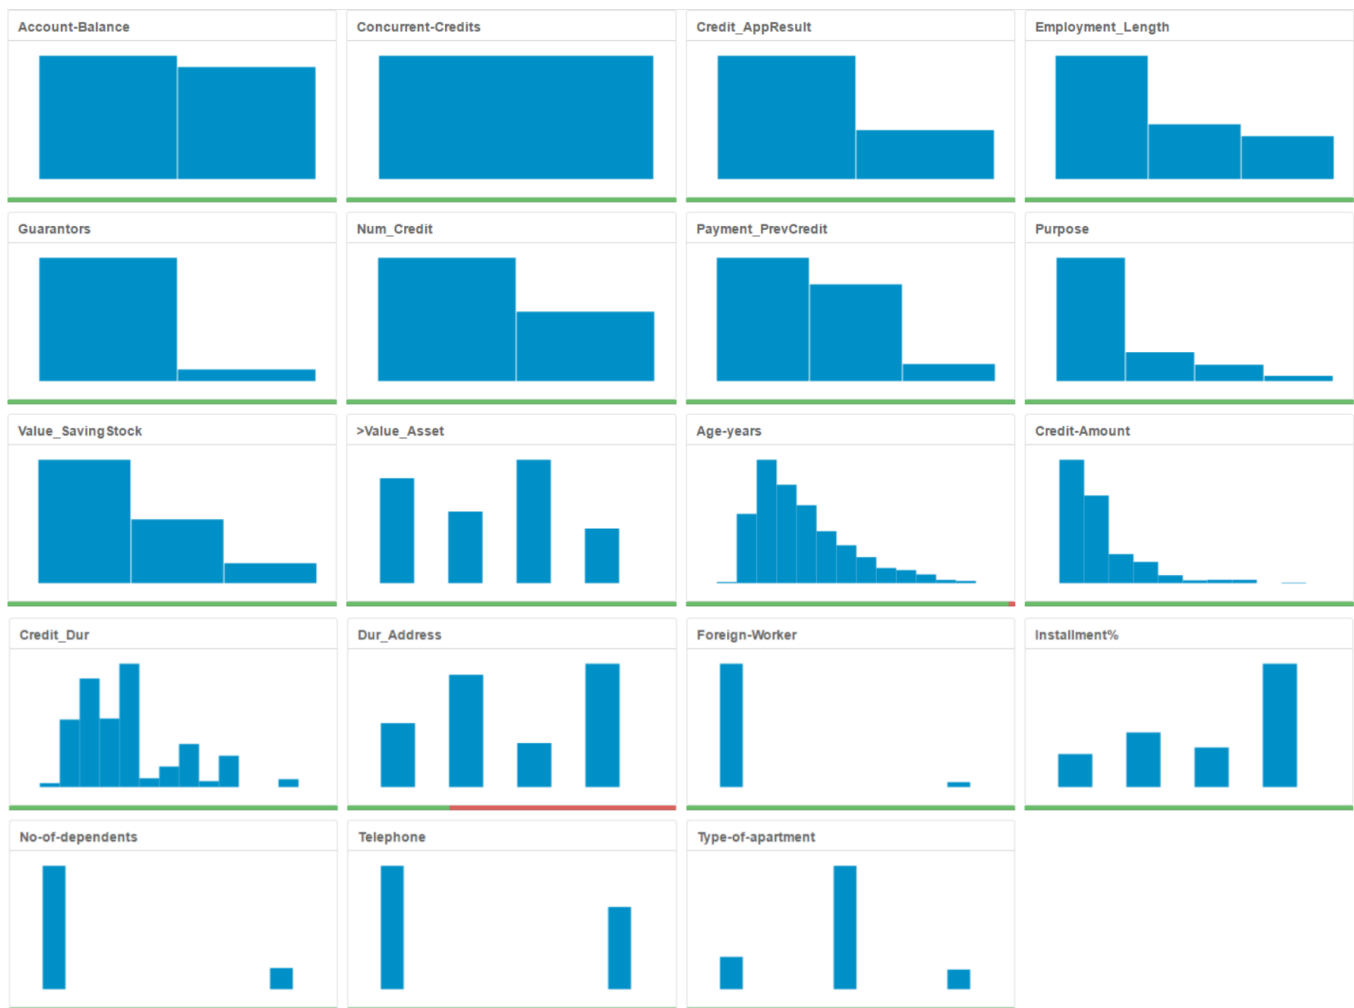 Account-Balance
Concurrent-Credits
Credit_AppResult
Employment_Length
Guarantors
Num_Credit
Payment_PrevCredit
Purpose
Value_SavingStock
>Value_Asset
Age-years
Credit-Amount
Credit_Dur
Dur_Address
Foreign-Worker
Installment%
No-of-dependents
Telephone
Type-of-apartment